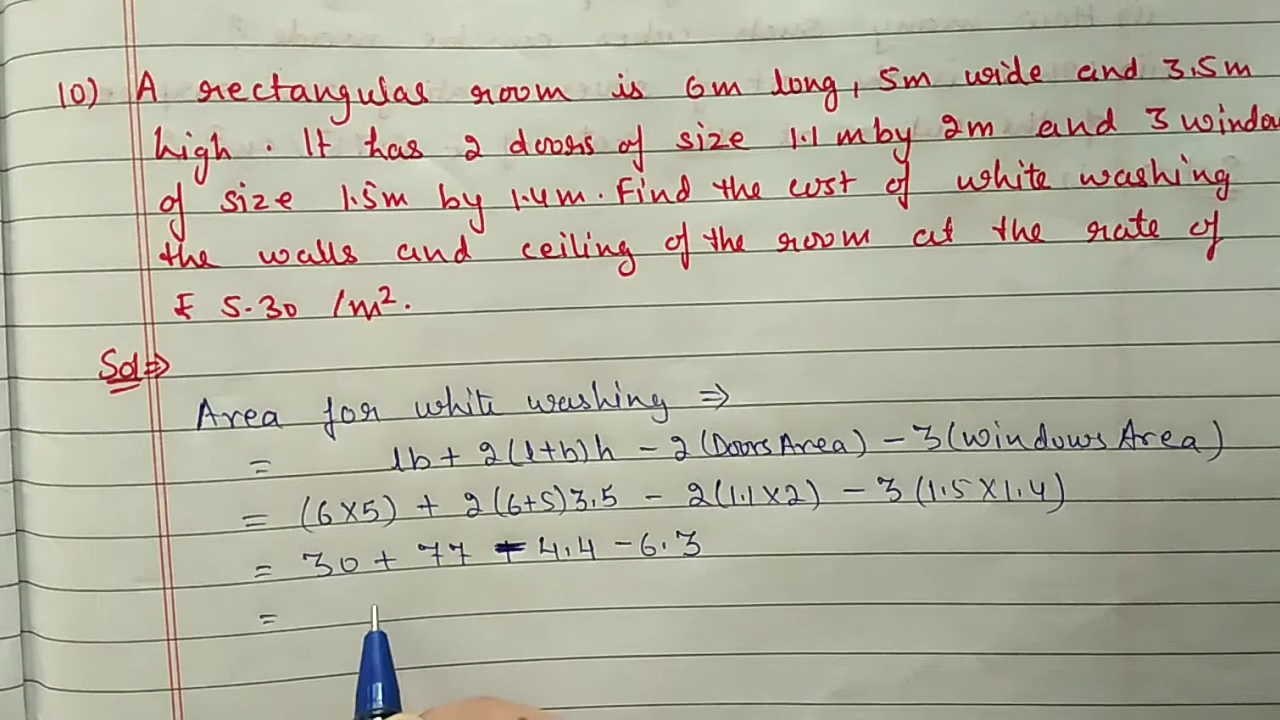 10) A rectangular room is 6m long, 5m wide and 3.5m
high. It has 2 doors of size 1.1 m by 2m and 3 window
of size 1.5m by 1.4m. Find the cost of white washing
the walls and ceiling of the room at the rate of
₹ 5.30 /m².
Sol⇒
Area for white washing ⇒
= lb + 2(l+b)h - 2 (Doors Area) - 3 (windows Area)
= (6×5) + 2(6+5)3.5 - 2(1.1×2) - 3(1.5×1.4)
= 30 + 77 - 4.4 - 6.3
=